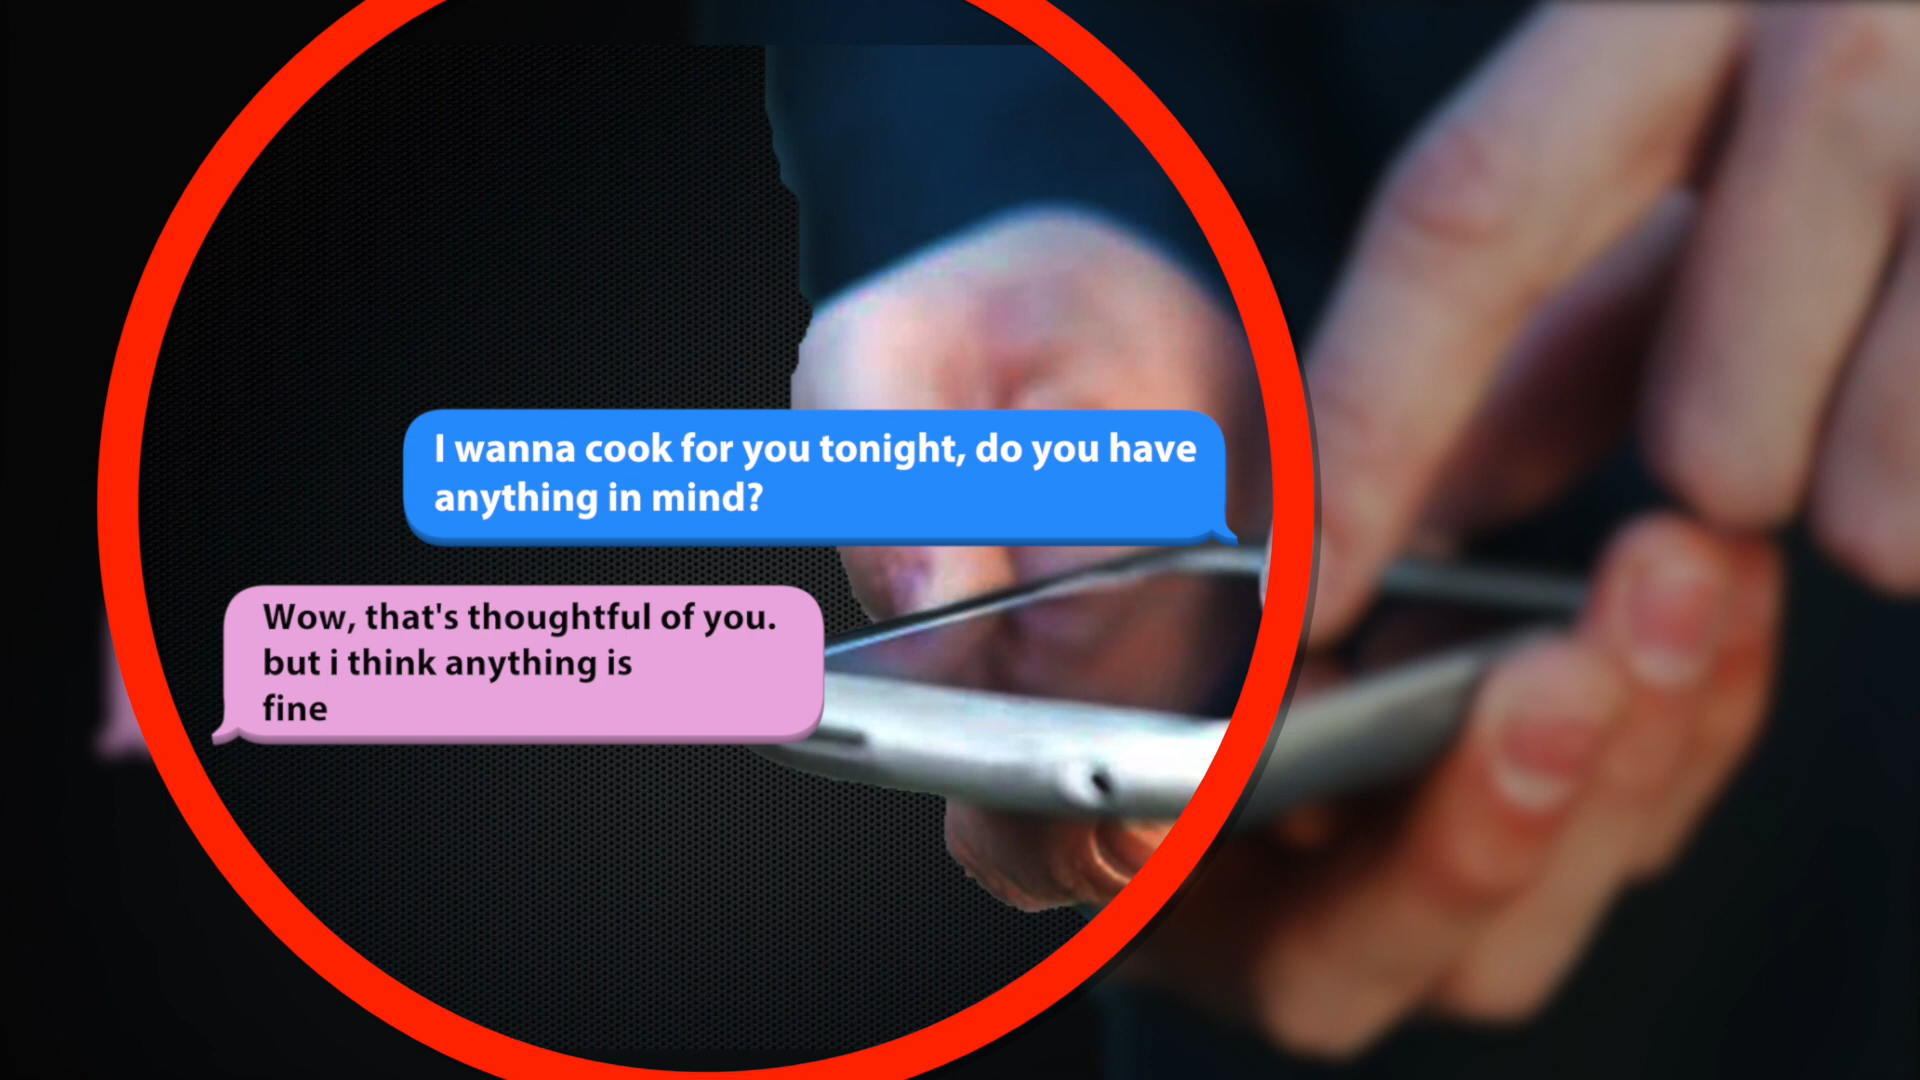 I wanna cook for you tonight, do you have
anything in mind?
Wow, that's thoughtful of you.
but i think anything is
fine